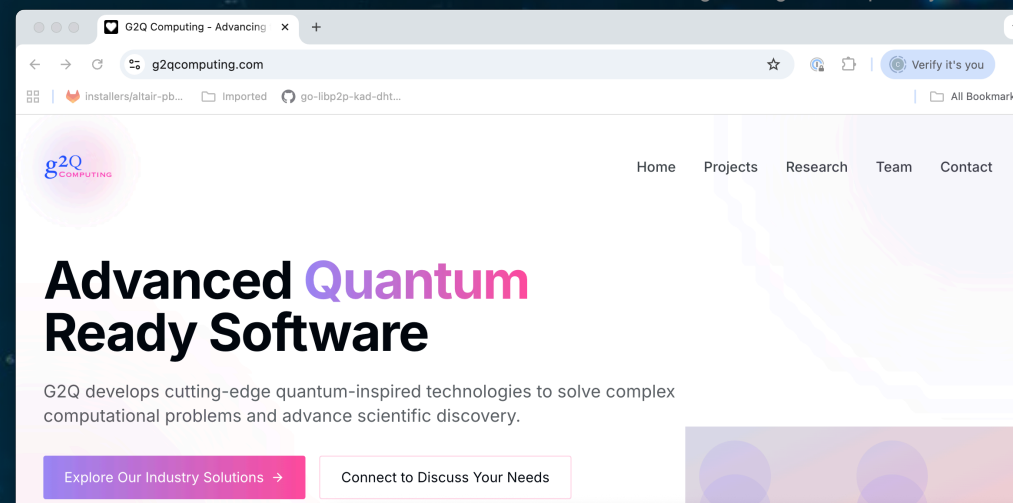 G2Q Computing - Advancing
g2qcomputing.com
Verify it's you
installers/altair-pb...
Imported
go-libp2p-kad-dht...
All Bookmark
g2Q
COMPUTING
Home
Projects
Research
Team
Contact
Advanced Quantum
Ready Software
G2Q develops cutting-edge quantum-inspired technologies to solve complex
computational problems and advance scientific discovery.
Explore Our Industry Solutions →
Connect to Discuss Your Needs